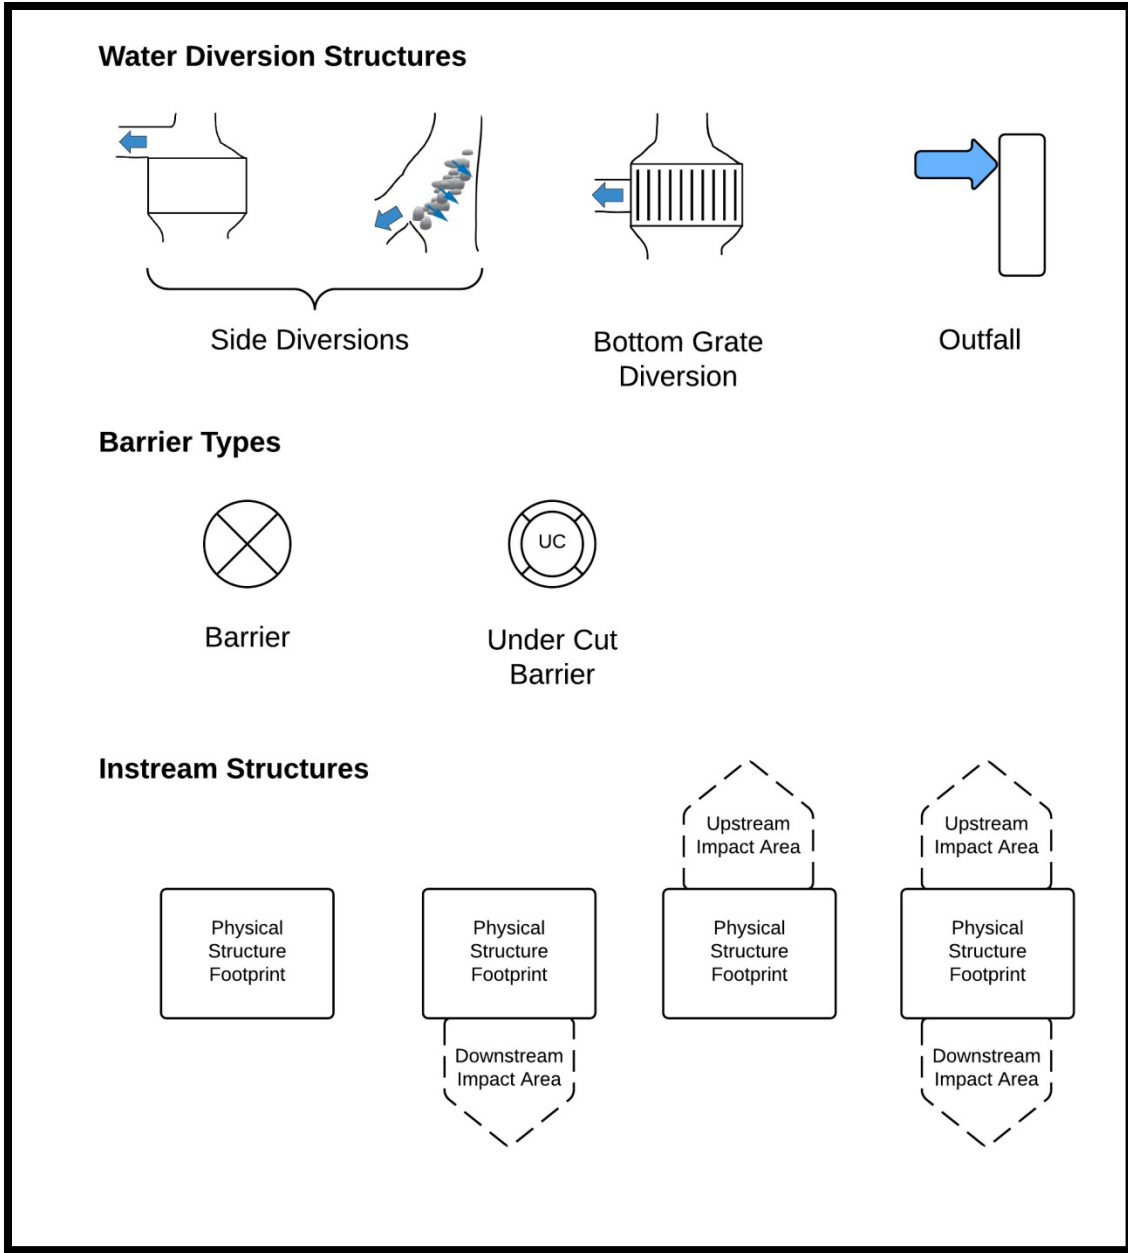 Water Diversion Structures
Side Diversions
Bottom Grate
Diversion
Outfall
Barrier Types
UC
Barrier
Under Cut
Barrier
Instream Structures
Upstream
Impact Area
Upstream
Impact Area
Physical
Structure
Footprint
Physical
Structure
Footprint
Physical
Structure
Footprint
Physical
Structure
Footprint
Downstream
Impact Area
Downstream
Impact Area